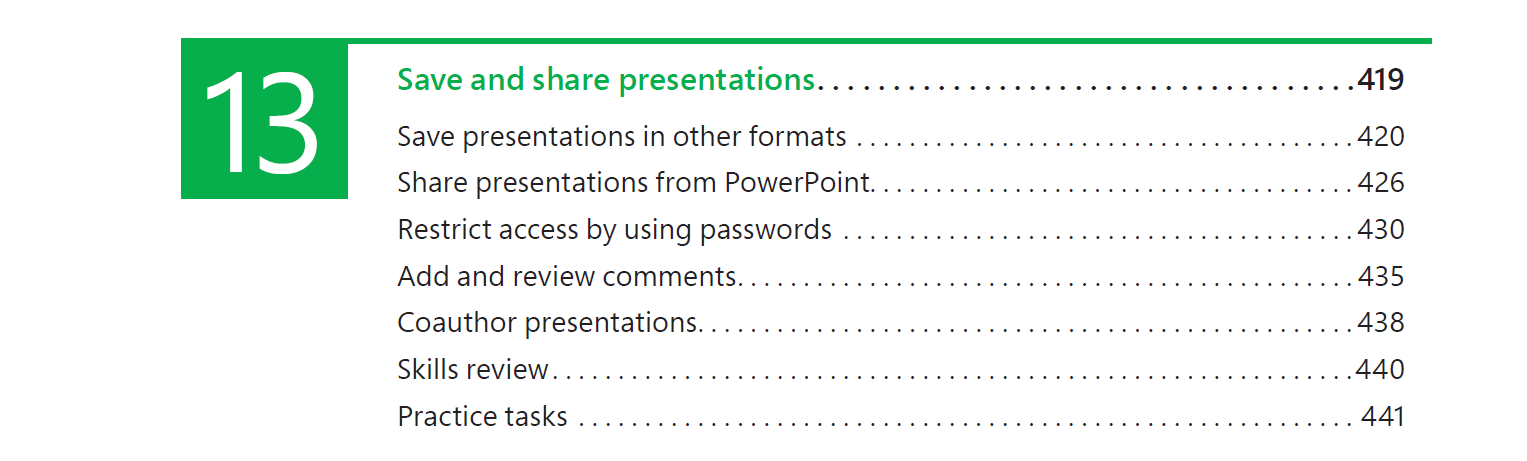 13
Save and share presentations. . . . . . . . . . . . . . . . . . . . . . . . . . . . . . . . . . . . 419
Save presentations in other formats . . . . . . . . . . . . . . . . . . . . . . . . . . . . . . . . . . . . . . 420
Share presentations from PowerPoint. . . . . . . . . . . . . . . . . . . . . . . . . . . . . . . . . . . . . 426
Restrict access by using passwords . . . . . . . . . . . . . . . . . . . . . . . . . . . . . . . . . . . . . . . 430
Add and review comments. . . . . . . . . . . . . . . . . . . . . . . . . . . . . . . . . . . . . . . . . . . . . . . 435
Coauthor presentations. . . . . . . . . . . . . . . . . . . . . . . . . . . . . . . . . . . . . . . . . . . . . . . . . . 438
Skills review. . . . . . . . . . . . . . . . . . . . . . . . . . . . . . . . . . . . . . . . . . . . . . . . . . . . . . . . . . . . . 440
Practice tasks . . . . . . . . . . . . . . . . . . . . . . . . . . . . . . . . . . . . . . . . . . . . . . . . . . . . . . . . . . . 441